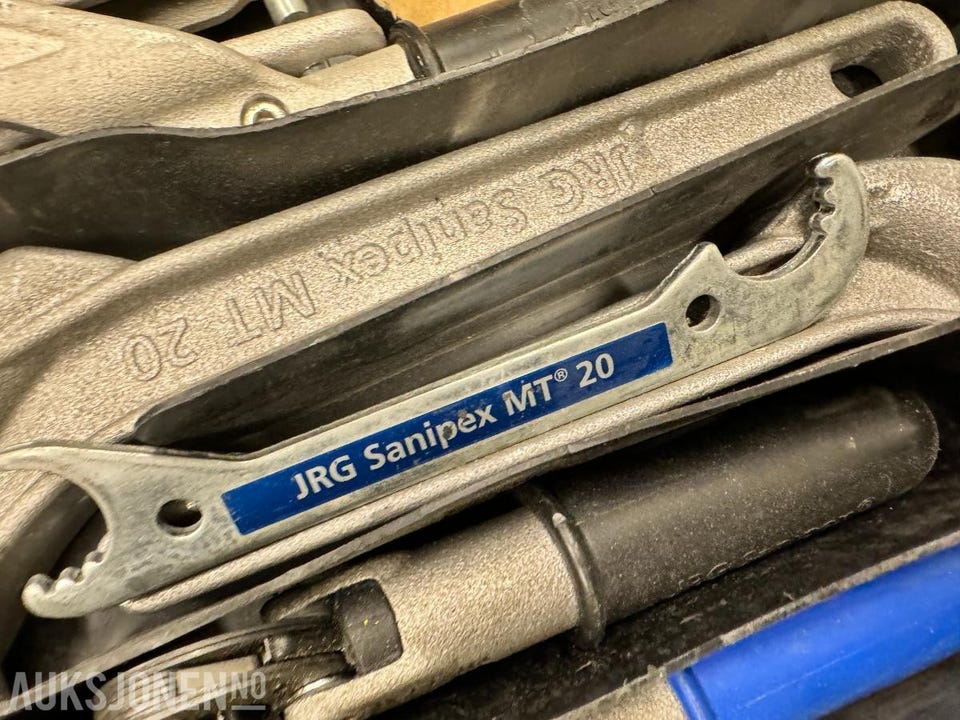 JRG Sanipex MT 20
JRG Sanipex MT® 20
AUKSJONEN.NO